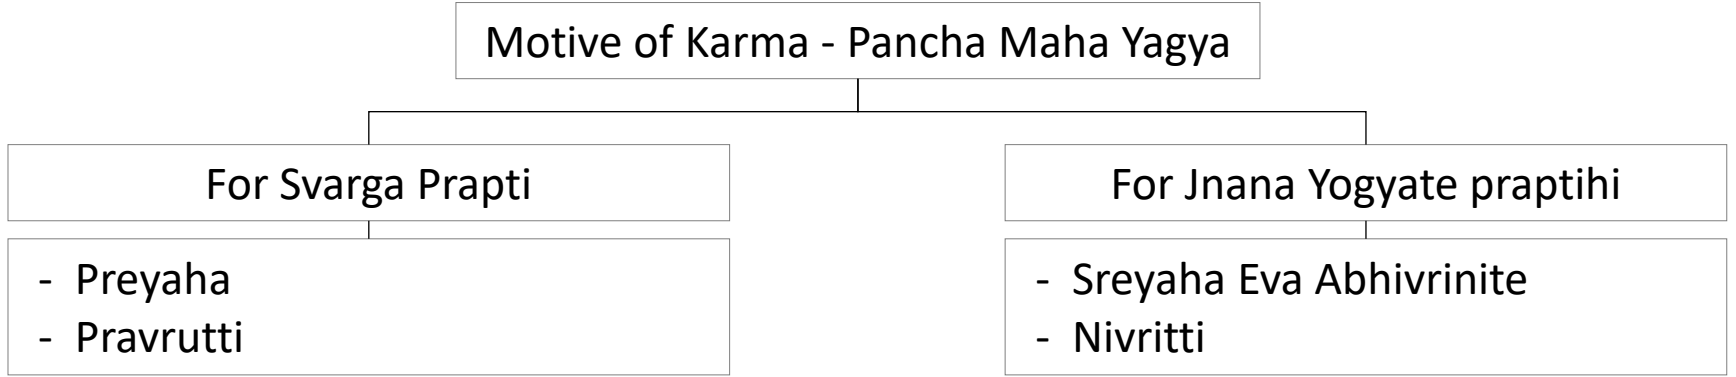 Motive of Karma - Pancha Maha Yagya
For Svarga Prapti
- Preyaha
- Pravrutti
For Jnana Yogyate praptihi
- Sreyaha Eva Abhivrinite
- Nivritti